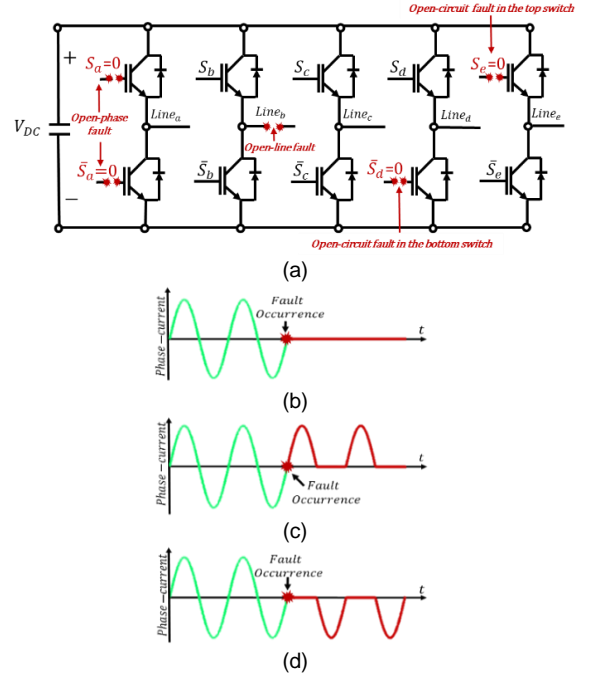 Open-circuit fault in the top switch
+
S_a=0
S_b
S_c
S_d
S_e=0
Line_a
Line_b
Line_c
Line_d
Line_e
Open-phase
fault
V_DC
Open-line fault
S̄_a=0
S̄_b
S̄_c
S̄_d=0
S̄_e
−
Open-circuit fault in the bottom switch
(a)
Phase−current
Fault
Occurrence
t
(b)
Phase−current
t
Fault
Occurrence
(c)
Phase−current
Fault
Occurrence
t
(d)